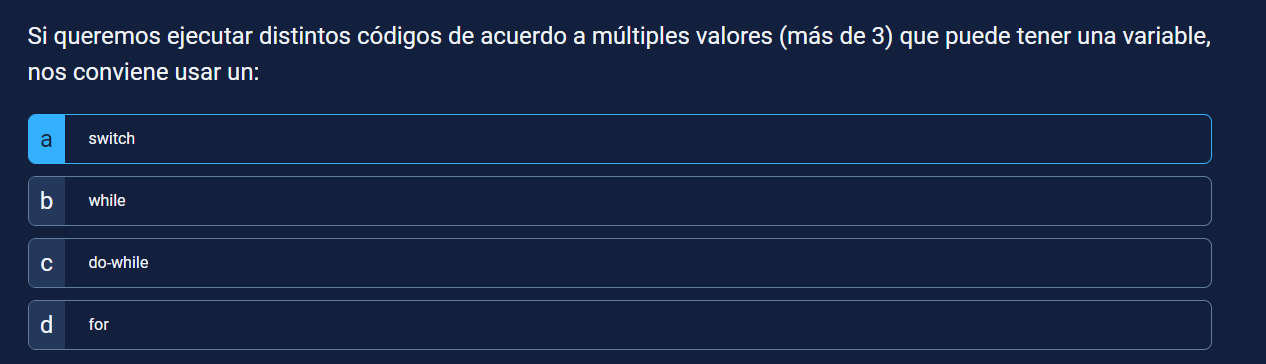 Si queremos ejecutar distintos códigos de acuerdo a múltiples valores (más de 3) que puede tener una variable,
nos conviene usar un:
a switch
b while
c do-while
d for